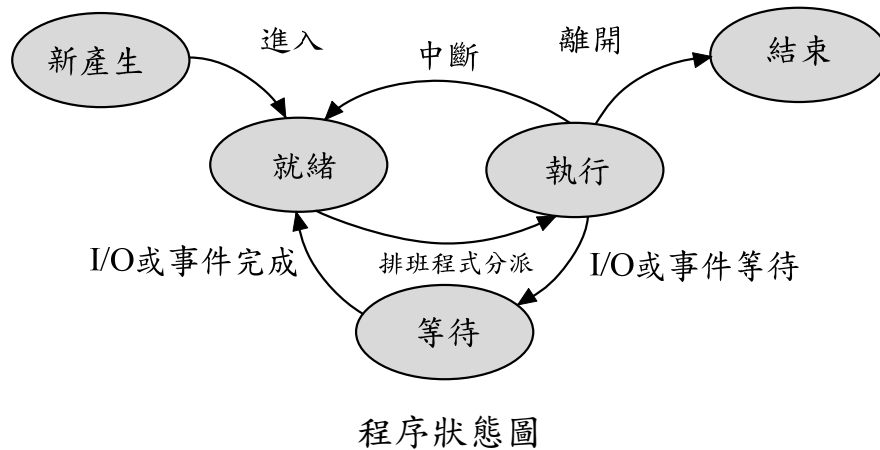 新產生
進入
中斷
離開
結束
就緒
執行
I/O或事件完成
排班程式分派
I/O或事件等待
等待
程序狀態圖